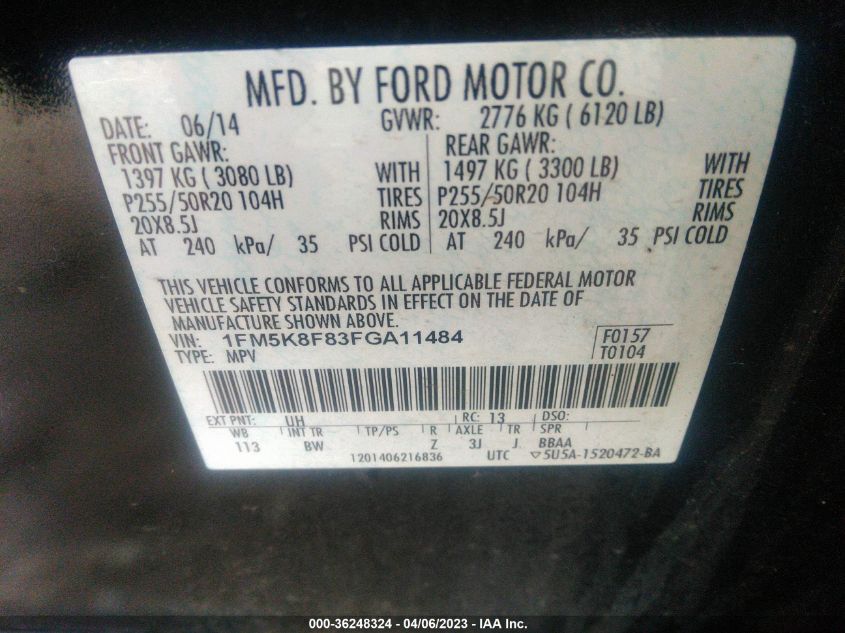 MFD. BY FORD MOTOR CO.
DATE: 06/14 GVWR: 2776 KG ( 6120 LB)
FRONT GAWR: REAR GAWR:
1397 KG ( 3080 LB) WITH 1497 KG ( 3300 LB) WITH
P255/50R20 104H TIRES P255/50R20 104H TIRES
20X8.5J RIMS 20X8.5J RIMS
AT 240 kPa/ 35 PSI COLD AT 240 kPa/ 35 PSI COLD
THIS VEHICLE CONFORMS TO ALL APPLICABLE FEDERAL MOTOR
VEHICLE SAFETY STANDARDS IN EFFECT ON THE DATE OF
MANUFACTURE SHOWN ABOVE.
VIN: 1FM5K8F83FGA11484 F0157
TYPE: MPV T0104
EXT PNT: UH RC: 13 DSO:
WB INT TR TP/PS R AXLE TR SPR
113 BW Z 3J J BBAA
1201406216836 UTC ▽5U5A-1520472-BA
000-36248324 - 04/06/2023 - IAA Inc.